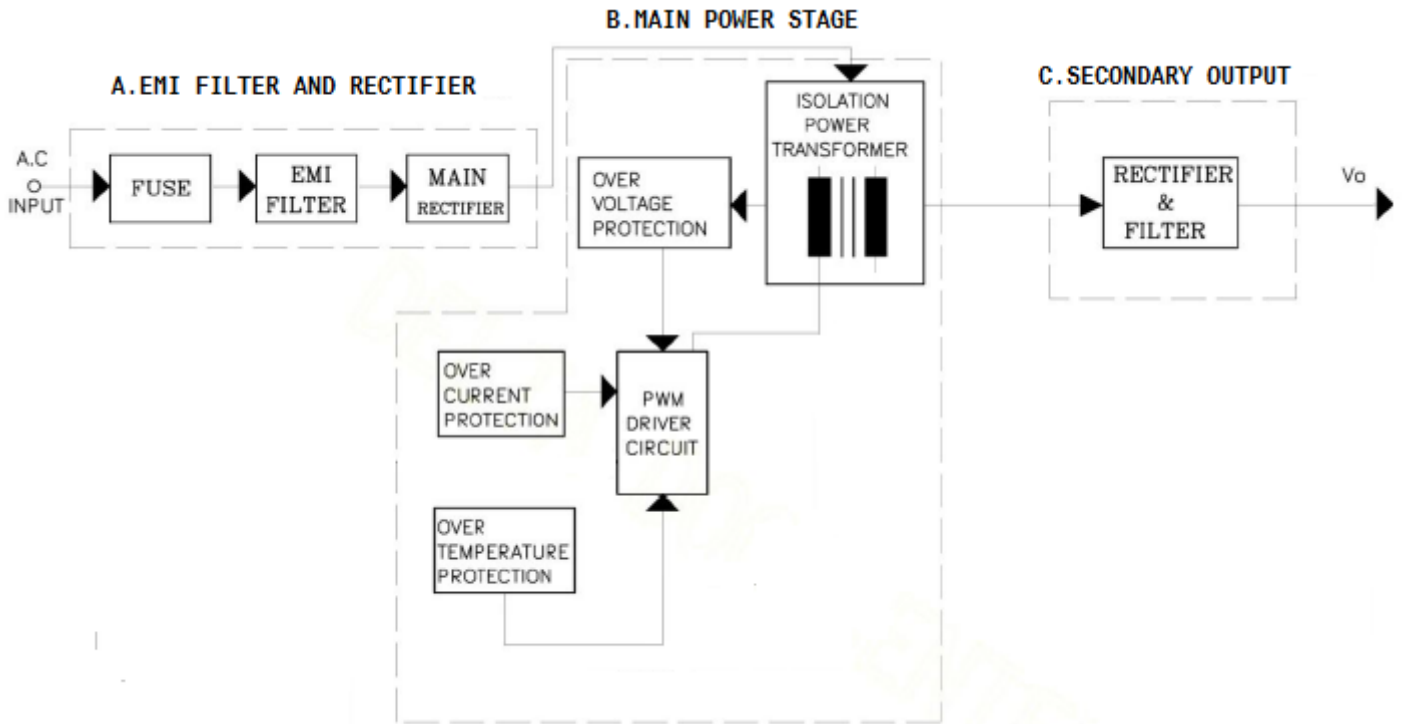 B.MAIN POWER STAGE
A.EMI FILTER AND RECTIFIER
C.SECONDARY OUTPUT
A.C
INPUT
FUSE
EMI
FILTER
MAIN
RECTIFIER
OVER
VOLTAGE
PROTECTION
ISOLATION
POWER
TRANSFORMER
RECTIFIER
&
FILTER
Vo
OVER
CURRENT
PROTECTION
PWM
DRIVER
CIRCUIT
OVER
TEMPERATURE
PROTECTION